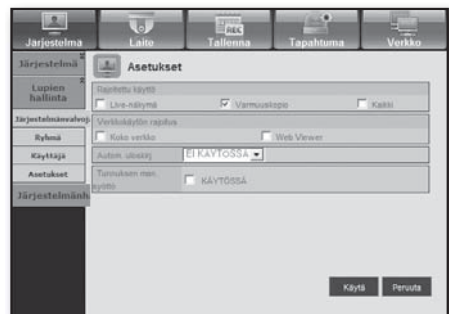 Järjestelmä Laite Tallenna Tapahtuma Verkko
Järjestelmä
Asetukset
Lupien
hallinta
Rajoitettu käyttö
Live-näkymä Varmuuskopio Kaikki
Järjestelmänvalvoja
Verkkokäytön rajoitus
Koko verkko Web Viewer
Ryhmä
Käyttäjä
Autom. uloskirj
EI KÄYTÖSSÄ
Asetukset
Tunnuksen man.
syöttö
KÄYTÖSSÄ
Järjestelmänh
Käytä Peruuta